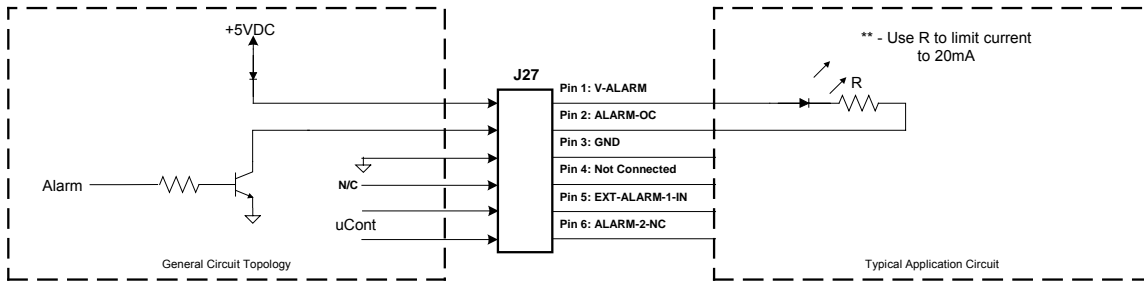 +5VDC
** - Use R to limit current
to 20mA
J27
R
Pin 1: V-ALARM
Pin 2: ALARM-OC
Pin 3: GND
Pin 4: Not Connected
Alarm
N/C
Pin 5: EXT-ALARM-1-IN
uCont
Pin 6: ALARM-2-NC
General Circuit Topology
Typical Application Circuit